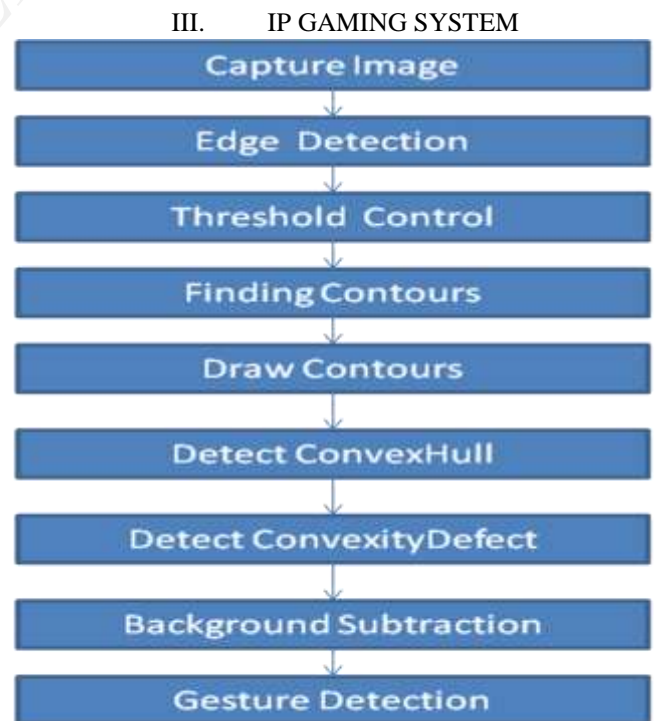 III. IP GAMING SYSTEM
Capture Image
Edge Detection
Threshold Control
Finding Contours
Draw Contours
Detect ConvexHull
Detect ConvexityDefect
Background Subtraction
Gesture Detection